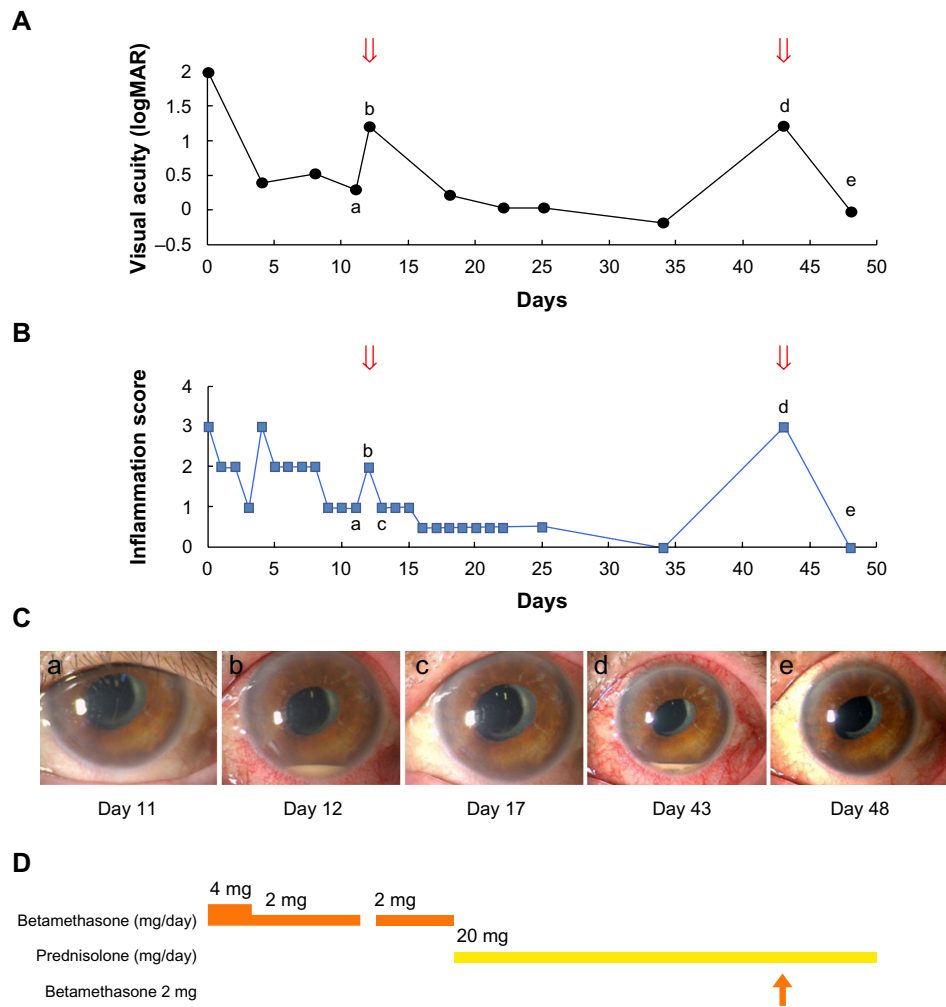 A
Visual acuity (logMAR)
2
1.5
1
0.5
0
–0.5
b
a
d
e
0 5 10 15 20 25 30 35 40 45 50
Days
B
Inflammation score
4
3
2
1
0
b
a
c
d
e
0 5 10 15 20 25 30 35 40 45 50
Days
C
a b c d e
Day 11 Day 12 Day 17 Day 43 Day 48
D
4 mg
2 mg 2 mg
Betamethasone (mg/day)
20 mg
Prednisolone (mg/day)
Betamethasone 2 mg